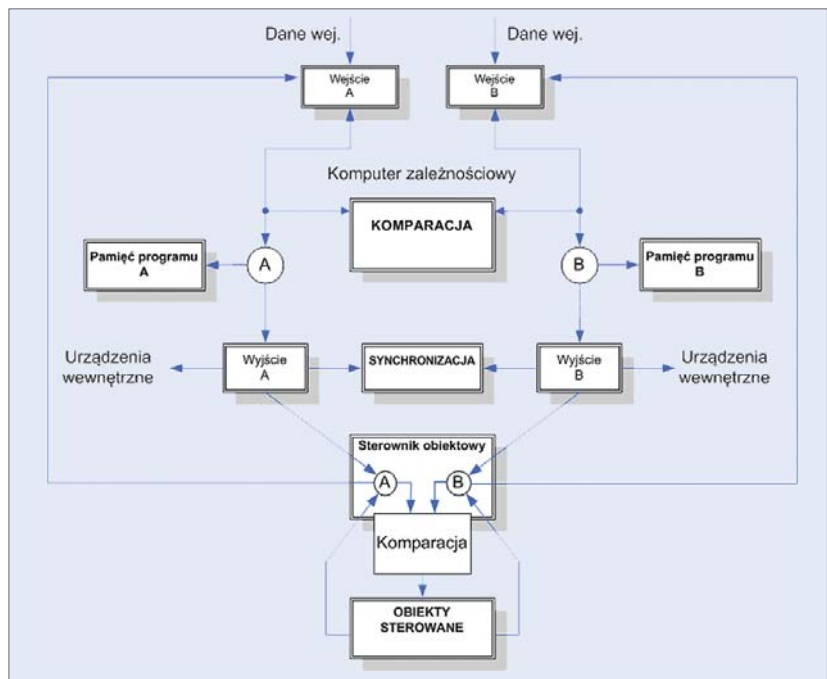 Dane wej.
Dane wej.
Wejście
A
Wejście
B
Komputer zależnościowy
KOMPARACJA
Pamięć programu
A
A
B
Pamięć programu
B
Urządzenia
wewnętrzne
Wyjście
A
SYNCHRONIZACJA
Wyjście
B
Urządzenia
wewnętrzne
Sterownik obiektowy
A
B
Komparacja
OBIEKTY
STEROWANE